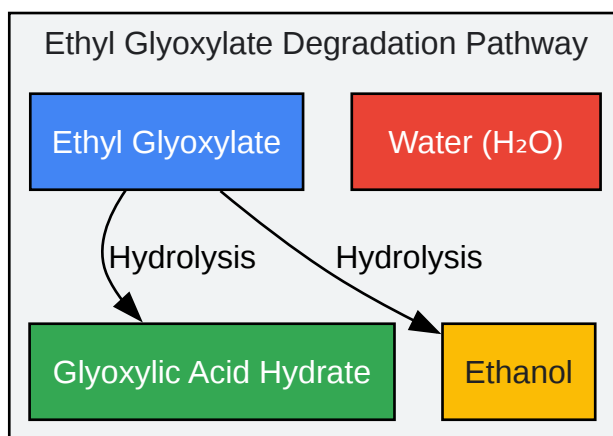 Ethyl Glyoxylate Degradation Pathway
Ethyl Glyoxylate
Water (H₂O)
Hydrolysis
Hydrolysis
Glyoxylic Acid Hydrate
Ethanol